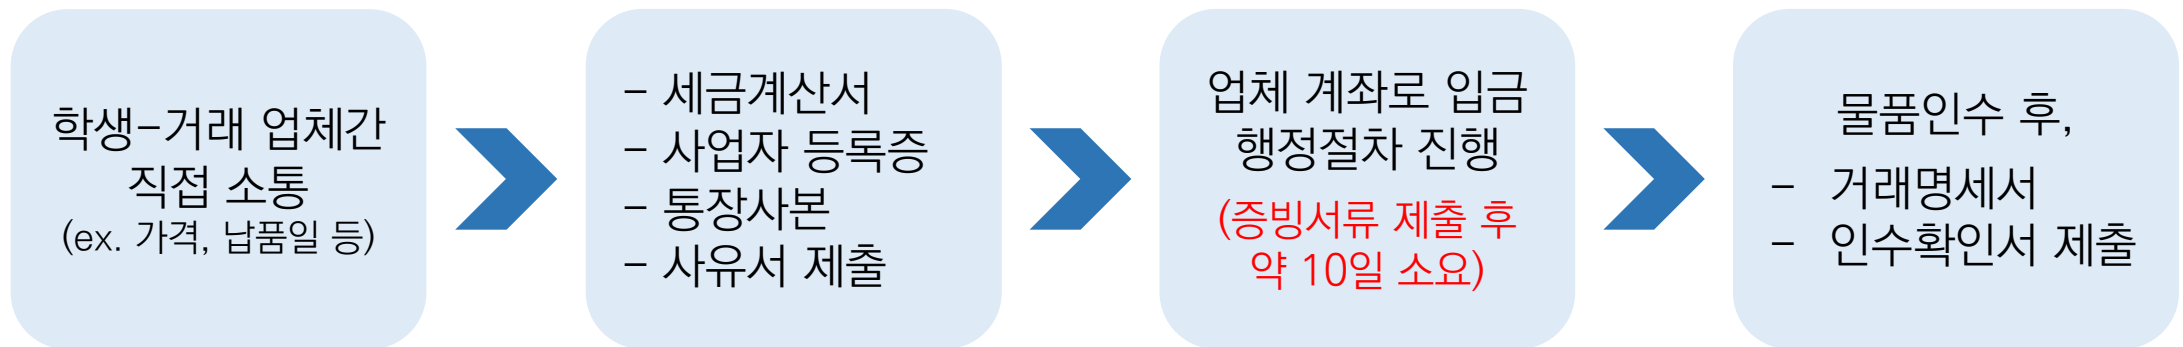 학생-거래 업체간
직접 소통
(ex. 가격, 납품일 등)
- 세금계산서
- 사업자 등록증
- 통장사본
- 사유서 제출
업체 계좌로 입금
행정절차 진행
(증빙서류 제출 후
약 10일 소요)
물품인수 후,
- 거래명세서
- 인수확인서 제출